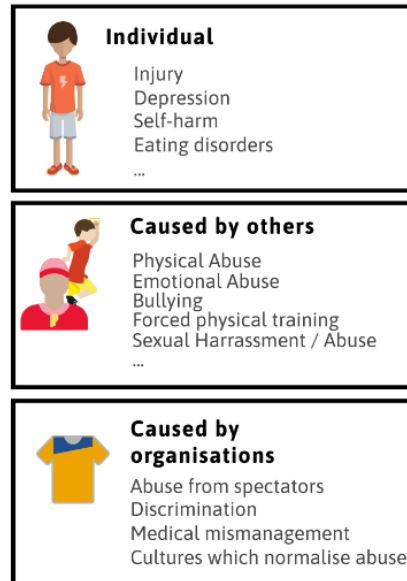 Individual
Injury
Depression
Self-harm
Eating disorders
...
Caused by others
Physical Abuse
Emotional Abuse
Bullying
Forced physical training
Sexual Harrassment / Abuse
...
Caused by
organisations
Abuse from spectators
Discrimination
Medical mismanagement
Cultures which normalise abuse